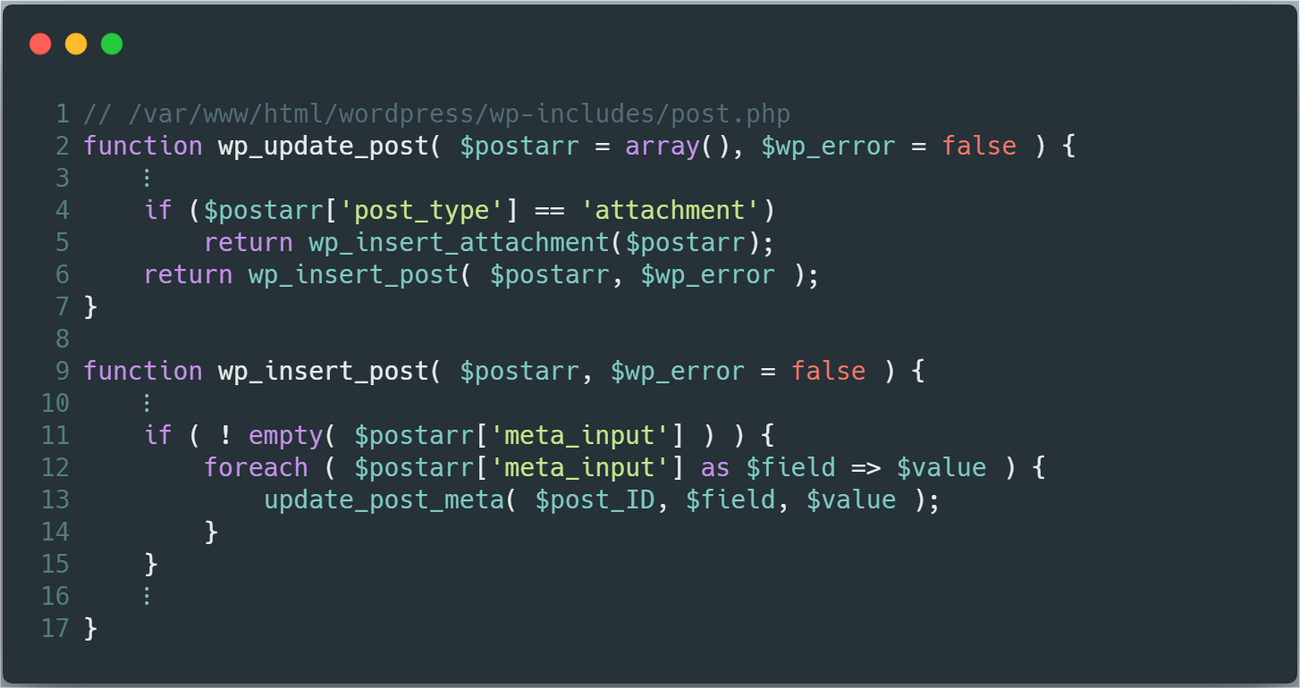 1 // /var/www/html/wordpress/wp-includes/post.php
2 function wp_update_post( $postarr = array(), $wp_error = false ) {
3     ⋮
4     if ($postarr['post_type'] == 'attachment')
5         return wp_insert_attachment($postarr);
6     return wp_insert_post( $postarr, $wp_error );
7 }
8
9 function wp_insert_post( $postarr, $wp_error = false ) {
10     ⋮
11     if ( ! empty( $postarr['meta_input'] ) ) {
12         foreach ( $postarr['meta_input'] as $field => $value ) {
13             update_post_meta( $post_ID, $field, $value );
14         }
15     }
16     ⋮
17 }